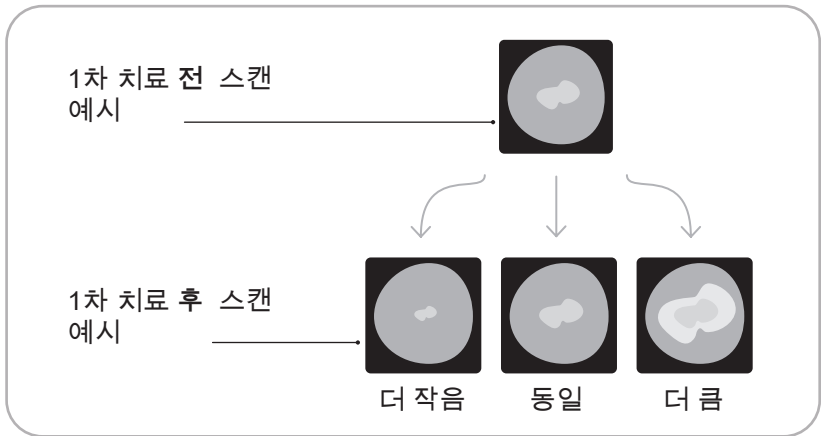 1차 치료 전 스캔
예시
1차 치료 후 스캔
예시
더 작음
동일
더 큼